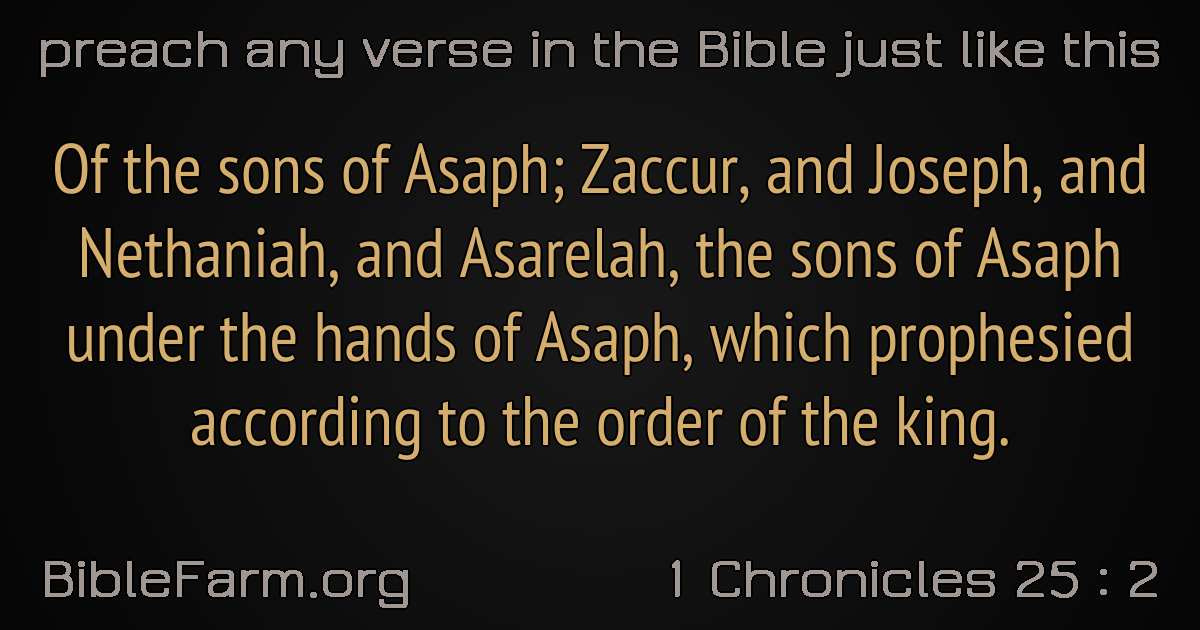 preach any verse in the Bible just like this
Of the sons of Asaph; Zaccur, and Joseph, and
Nethaniah, and Asarelah, the sons of Asaph
under the hands of Asaph, which prophesied
according to the order of the king.
BibleFarm.org
1 Chronicles 25 : 2